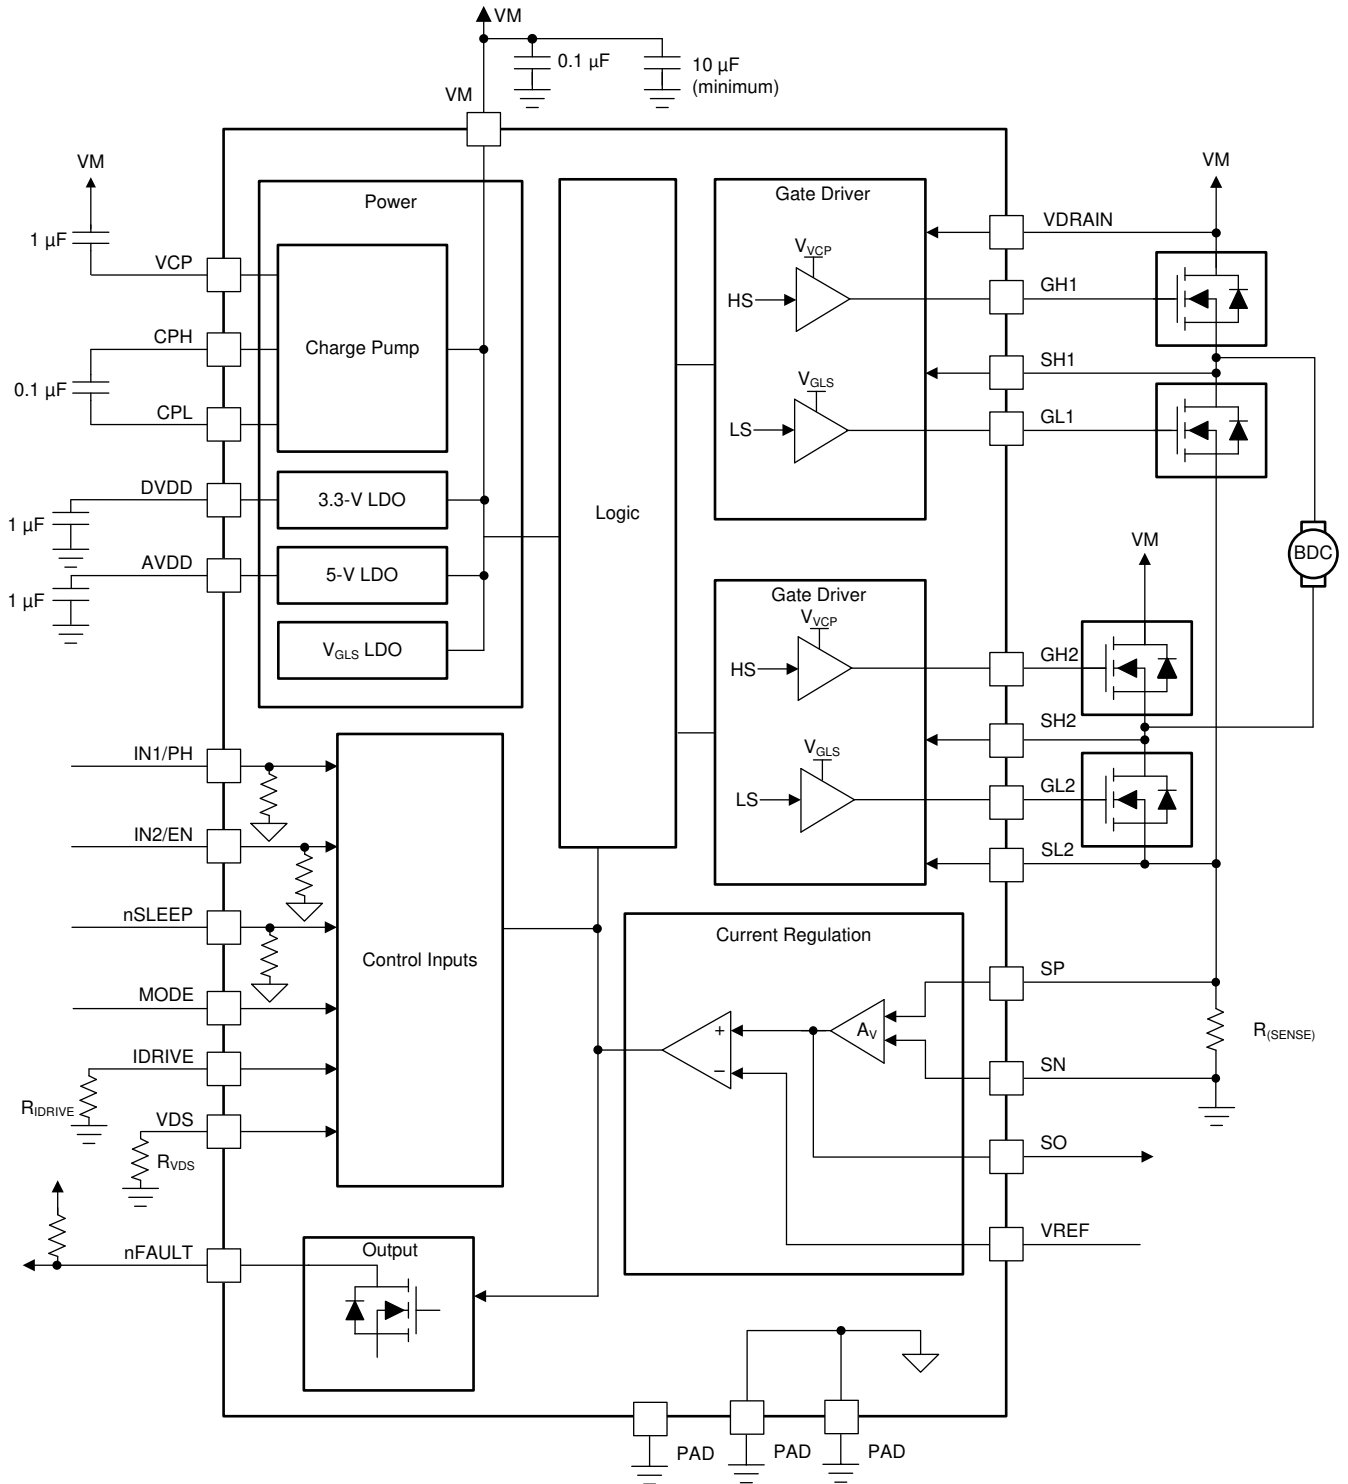 VM
0.1 µF
10 µF
(minimum)
VM
VM
1 µF
VCP
CPH
0.1 µF
CPL
DVDD
1 µF
AVDD
1 µF
Power
Charge Pump
3.3-V LDO
5-V LDO
VGLS LDO
Logic
Gate Driver
VVCP
HS
VGLS
LS
Gate Driver
VVCP
HS
VGLS
LS
VM
VDRAIN
GH1
SH1
GL1
BDC
VM
GH2
SH2
GL2
SL2
IN1/PH
IN2/EN
nSLEEP
MODE
IDRIVE
RIDRIVE
VDS
RVDS
nFAULT
Control Inputs
Output
Current Regulation
AV
+
–
SP
R(SENSE)
SN
SO
VREF
PAD
PAD
PAD